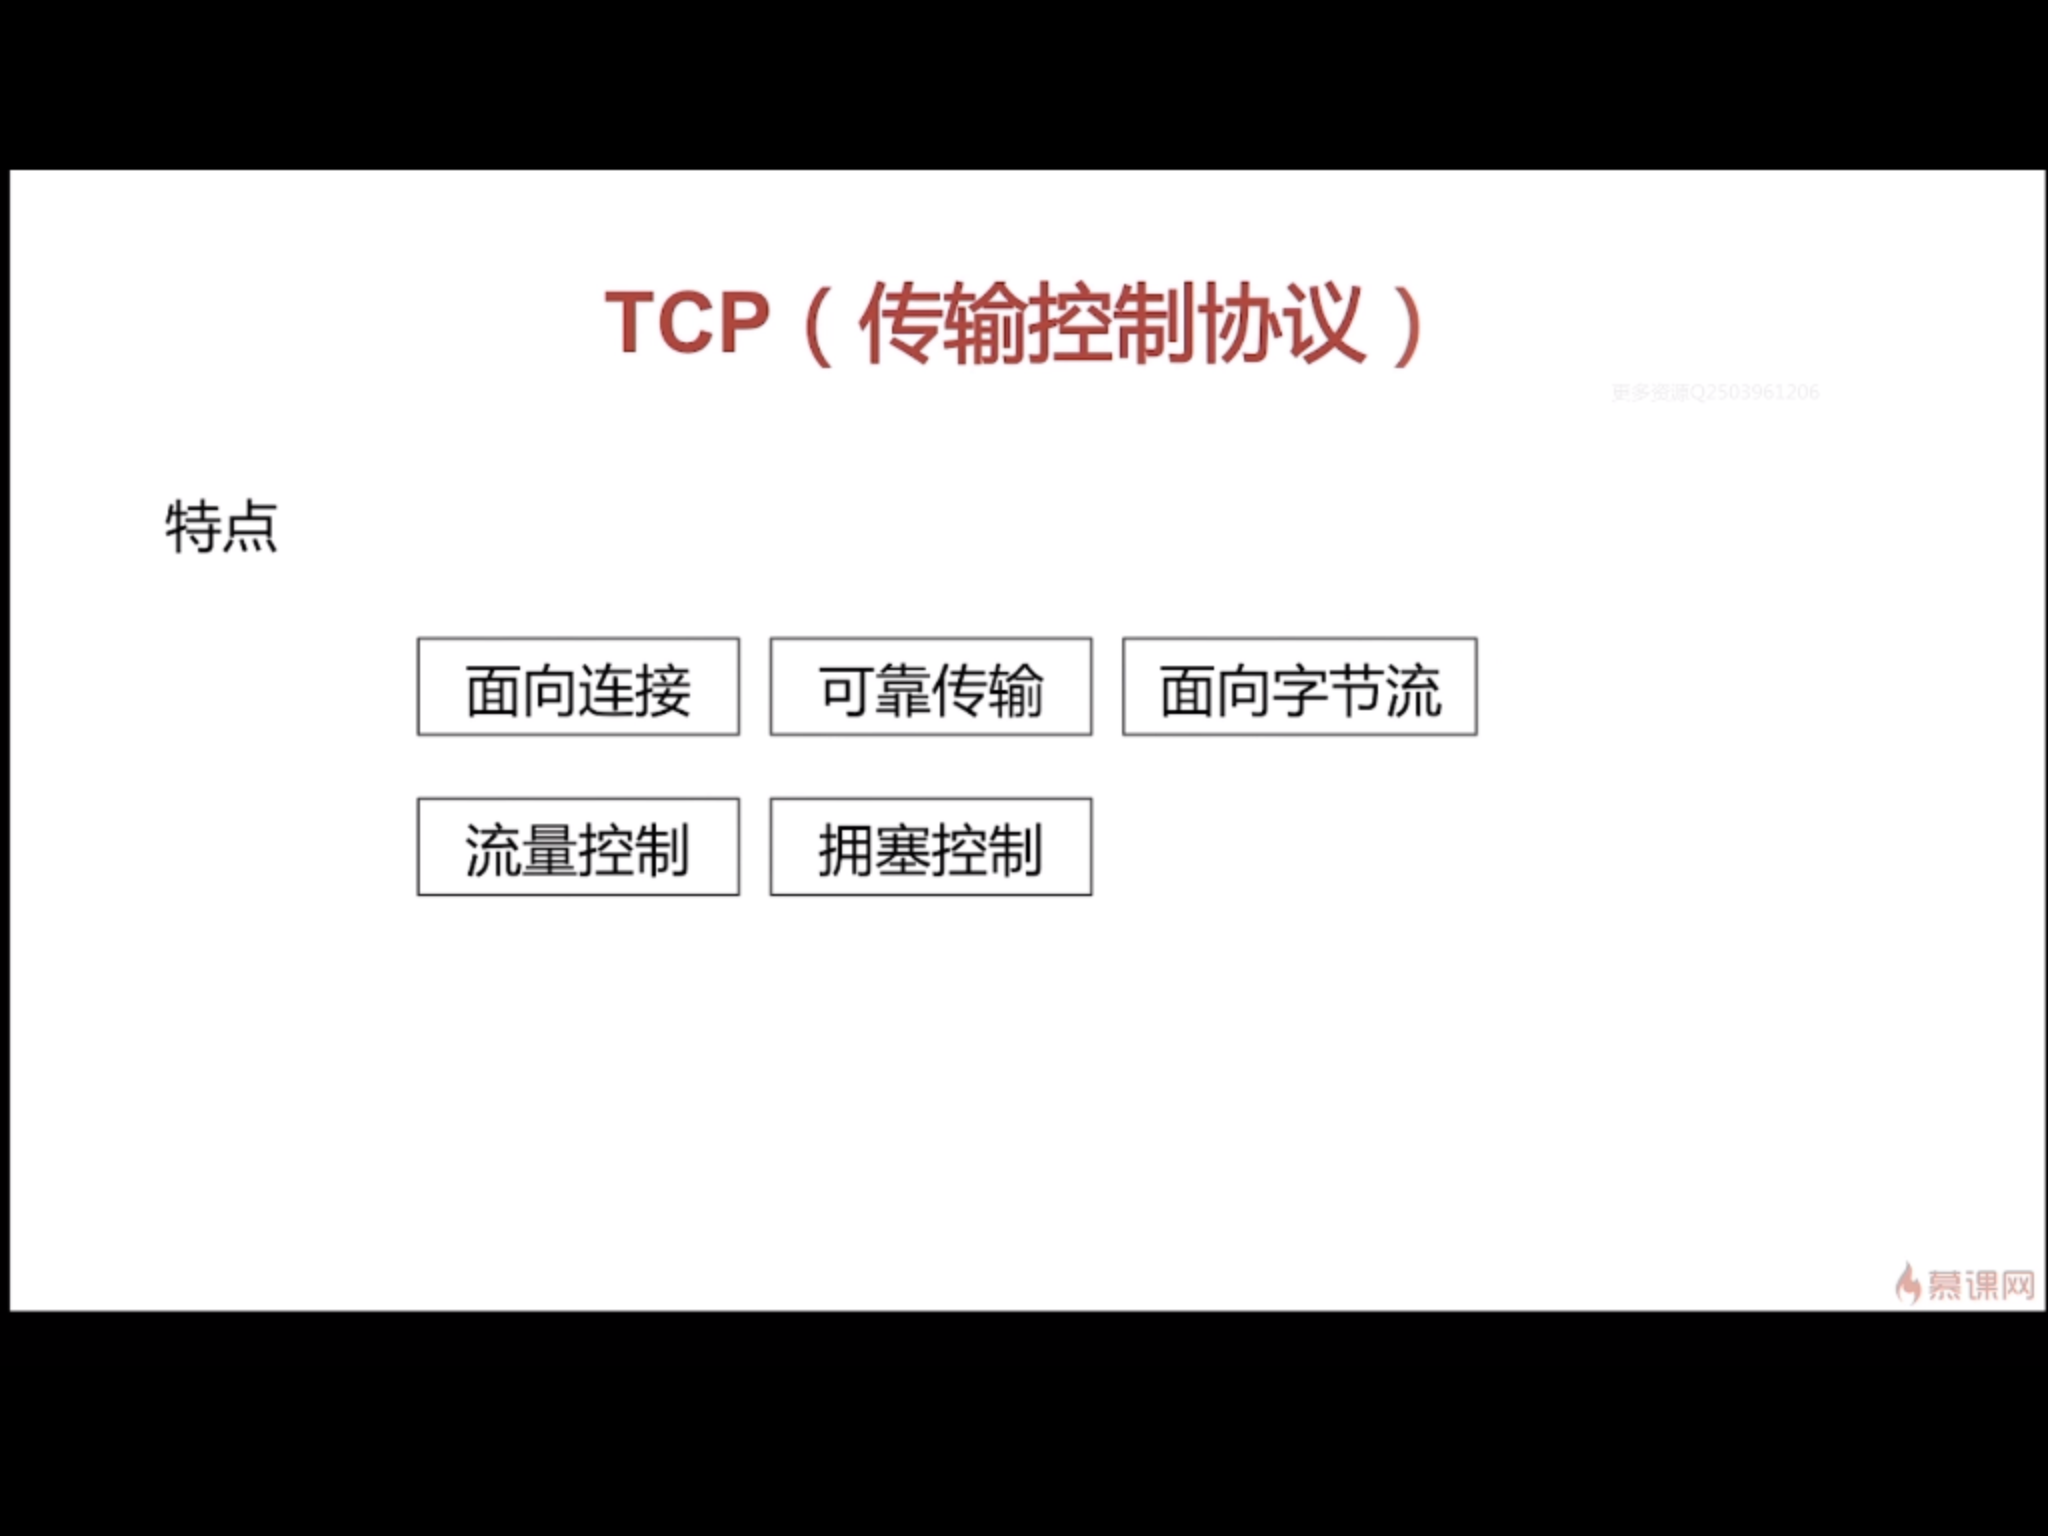 TCP（传输控制协议）
更多资源Q2503961206
特点
面向连接 可靠传输 面向字节流
流量控制 拥塞控制
慕课网